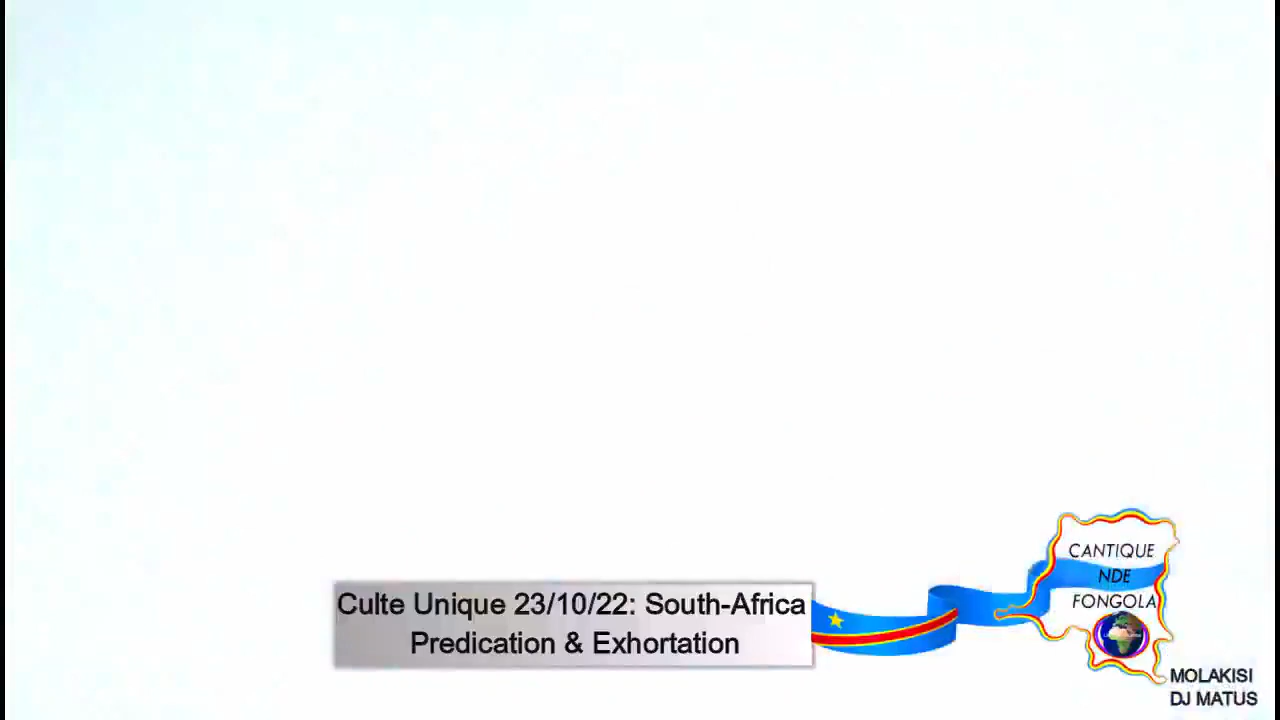 CANTIQUE
NDE
FONGOLA
Culte Unique 23/10/22: South-Africa
Predication & Exhortation
MOLAKISI
DJ MATUS